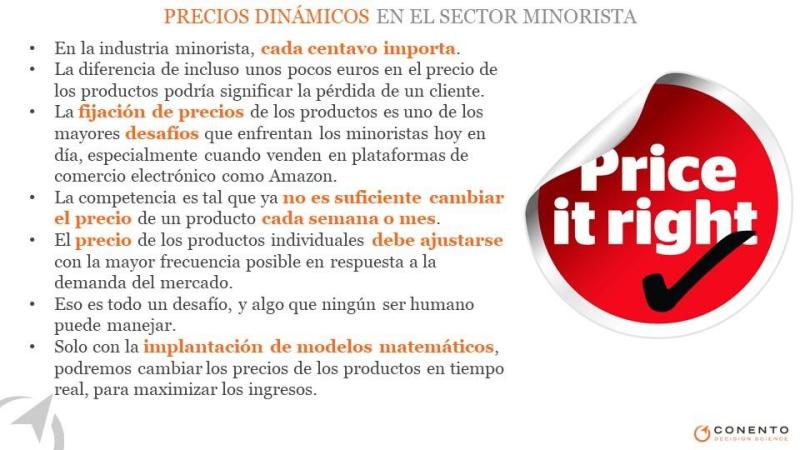 PRECIOS DINÁMICOS EN EL SECTOR MINORISTA
• En la industria minorista, cada centavo importa.
• La diferencia de incluso unos pocos euros en el precio de
los productos podría significar la pérdida de un cliente.
• La fijación de precios de los productos es uno de los
mayores desafíos que enfrentan los minoristas hoy en
día, especialmente cuando venden en plataformas de
comercio electrónico como Amazon.
• La competencia es tal que ya no es suficiente cambiar
el precio de un producto cada semana o mes.
• El precio de los productos individuales debe ajustarse
con la mayor frecuencia posible en respuesta a la
demanda del mercado.
• Eso es todo un desafío, y algo que ningún ser humano
puede manejar.
• Solo con la implantación de modelos matemáticos,
podremos cambiar los precios de los productos en tiempo
real, para maximizar los ingresos.
Price
it right
CONENTO
DECISION SCIENCE